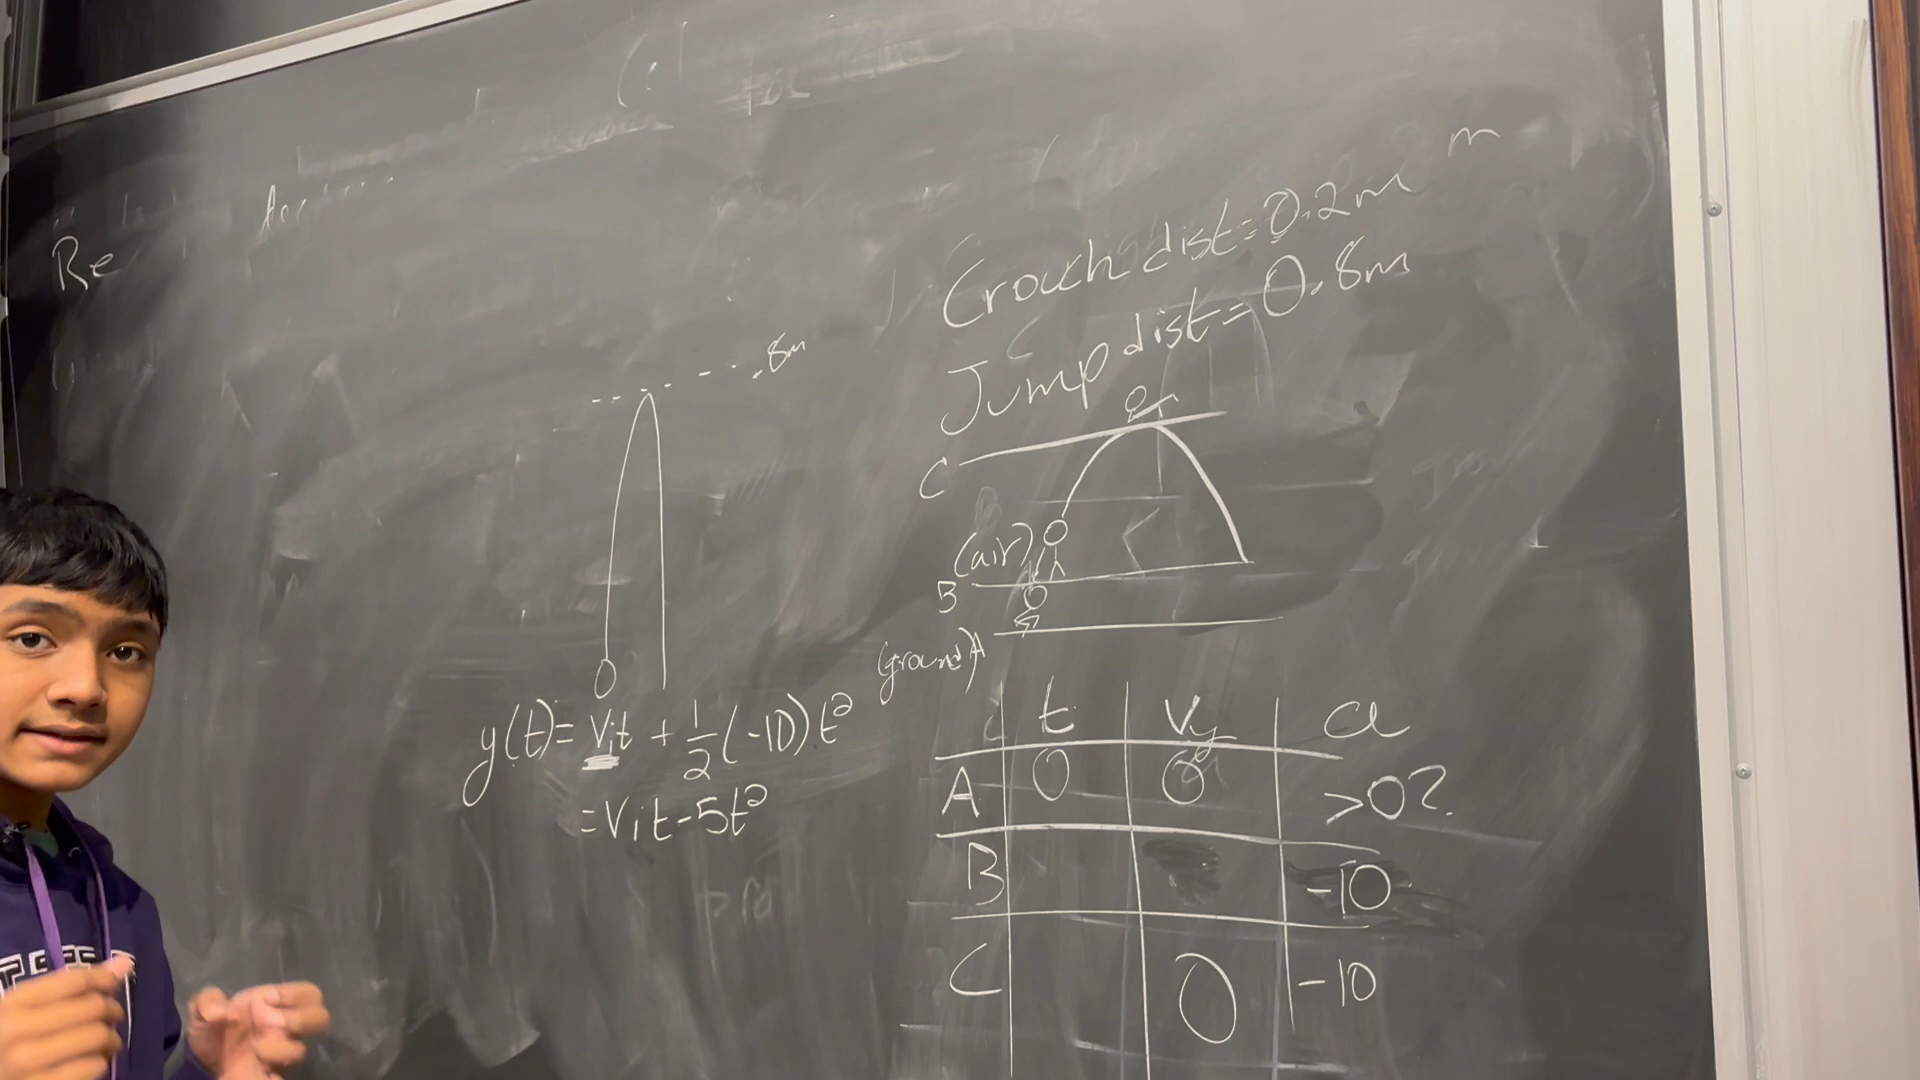 Re
Crouch dist = 0.2m
m
Jump dist = 0.8m
.8m
C
(air)
B
(ground) A
y(t) = Vit + 1/2 (-10) t²
= Vit - 5t²
t Vy a
A 0 0 >0?
B -10
C 0 -10